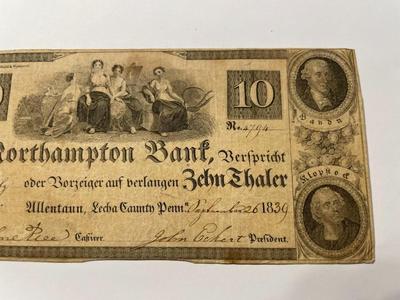 10
No. 4794
Haydn
Northampton Bank, Verspricht
oder Vorzeiger auf verlangen Zehn Thaler
Klopstock
Allentaun, Lecha Caunty Penn. September 26 1839
Casirer. John Eckert President.